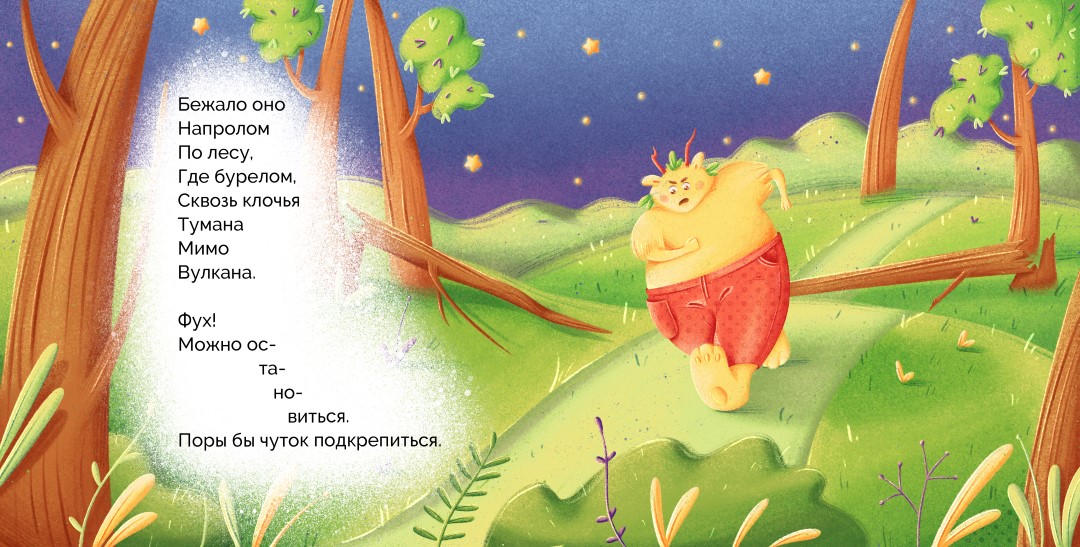 Бежало оно
Напролом
По лесу,
Где бурелом,
Сквозь клочья
Тумана
Мимо
Вулкана.
Фух!
Можно ос-
та-
но-
виться.
Поры бы чуток подкрепиться.